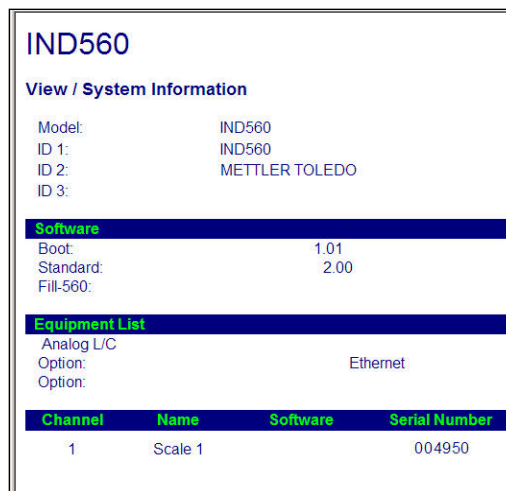 IND560
View / System Information
Model: IND560
ID 1: IND560
ID 2: METTLER TOLEDO
ID 3:
Software
Boot: 1.01
Standard: 2.00
Fill-560:
Equipment List
Analog L/C
Option: Ethernet
Option:
Channel Name Software Serial Number
1 Scale 1 004950